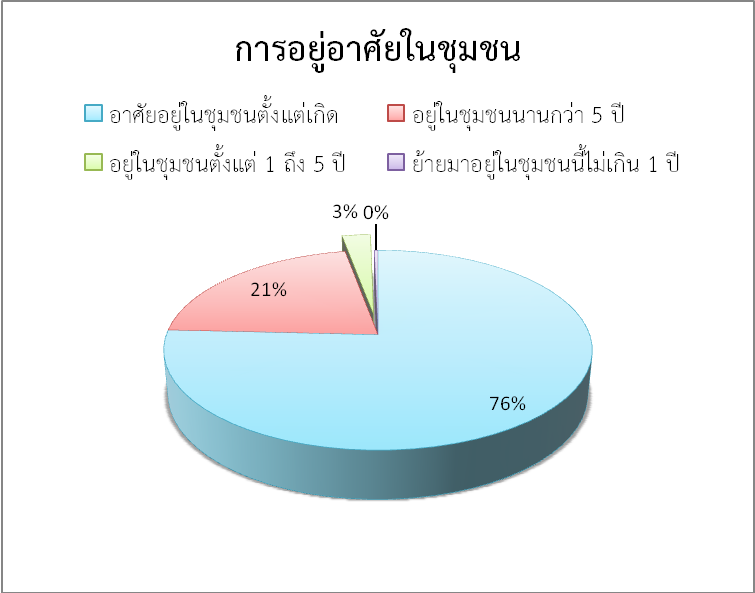 การอยู่อาศัยในชุมชน
อาศัยอยู่ในชุมชนตั้งแต่เกิด อยู่ในชุมชนนานกว่า 5 ปี
อยู่ในชุมชนตั้งแต่ 1 ถึง 5 ปี ย้ายมาอยู่ในชุมชนนี้ไม่เกิน 1 ปี
3% 0%
21%
76%